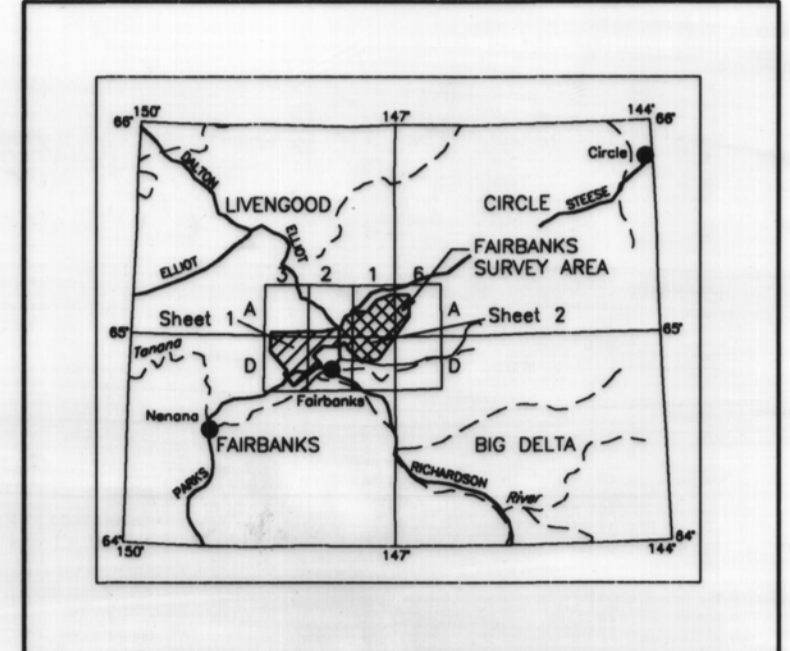 66° 150° 147° 144° 66°
Circle
DALTON
LIVENGOOD
CIRCLE STEESE
ELLIOT
FAIRBANKS
SURVEY AREA
ELLIOT
3 2 1 6
A A
Sheet 1 Sheet 2
65° 65°
Tanana
D D
Fairbanks
Nenana
FAIRBANKS
BIG DELTA
PARKS
RICHARDSON
River
64° 64°
150° 147° 144°